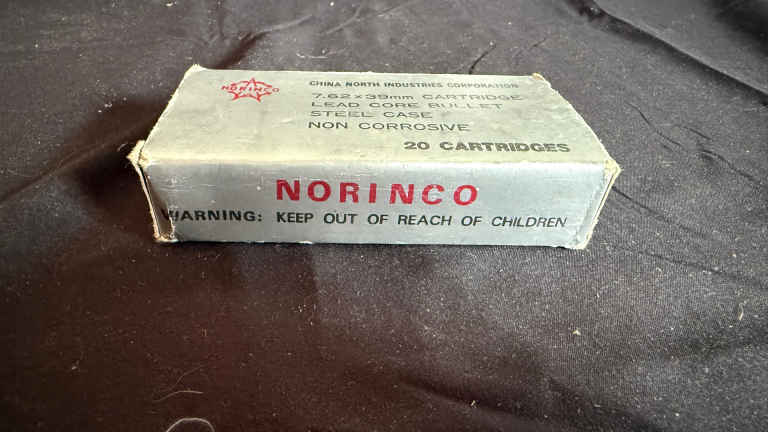 NORINCO
CHINA NORTH INDUSTRIES CORPORATION
7.62×39mm CARTRIDGE
LEAD CORE BULLET
STEEL CASE
NON CORROSIVE
20 CARTRIDGES
NORINCO
WARNING: KEEP OUT OF REACH OF CHILDREN